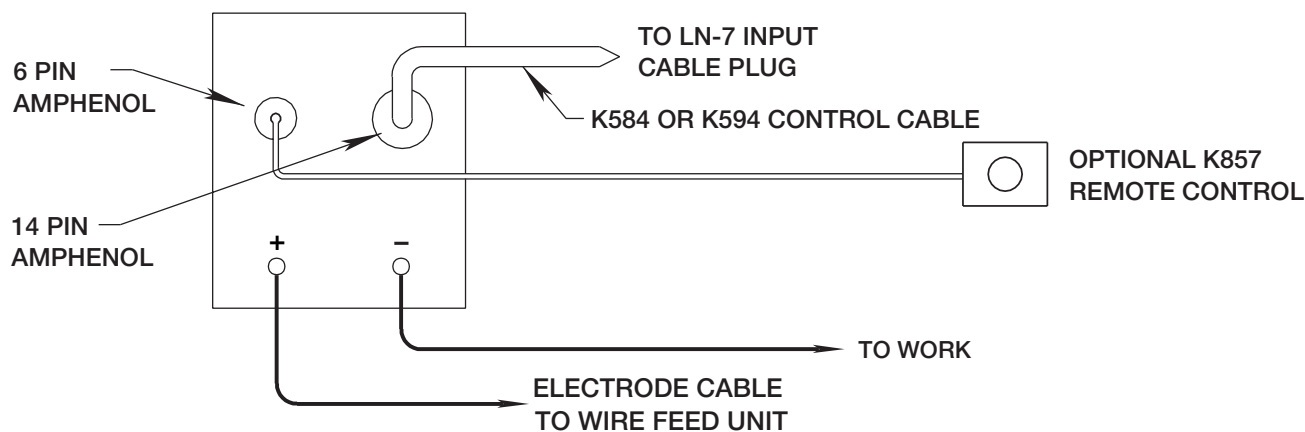 TO LN-7 INPUT
CABLE PLUG
6 PIN
AMPHENOL
K584 OR K594 CONTROL CABLE
OPTIONAL K857
REMOTE CONTROL
14 PIN
AMPHENOL
+ –
TO WORK
ELECTRODE CABLE
TO WIRE FEED UNIT